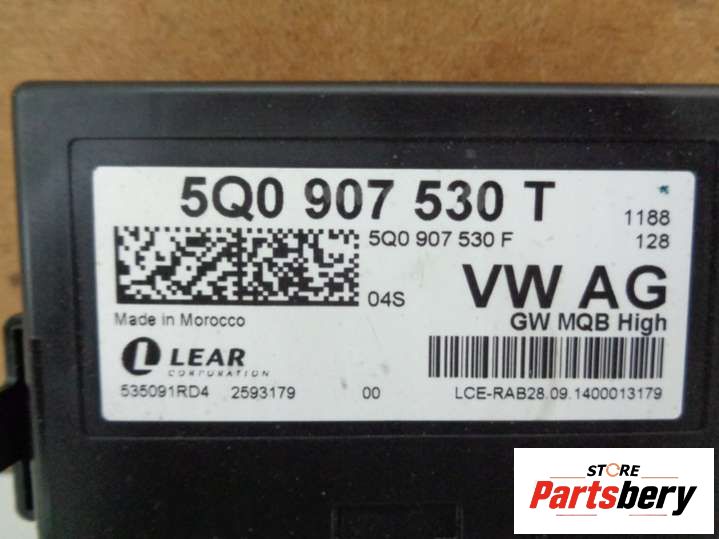 5Q0 907 530 T
1188
5Q0 907 530 F
128
04S
VW AG
Made in Morocco
GW MQB High
LEAR
CORPORATION
535091RD4 2593179 00 LCE-RAB28.09.1400013179
STORE
Partsbery